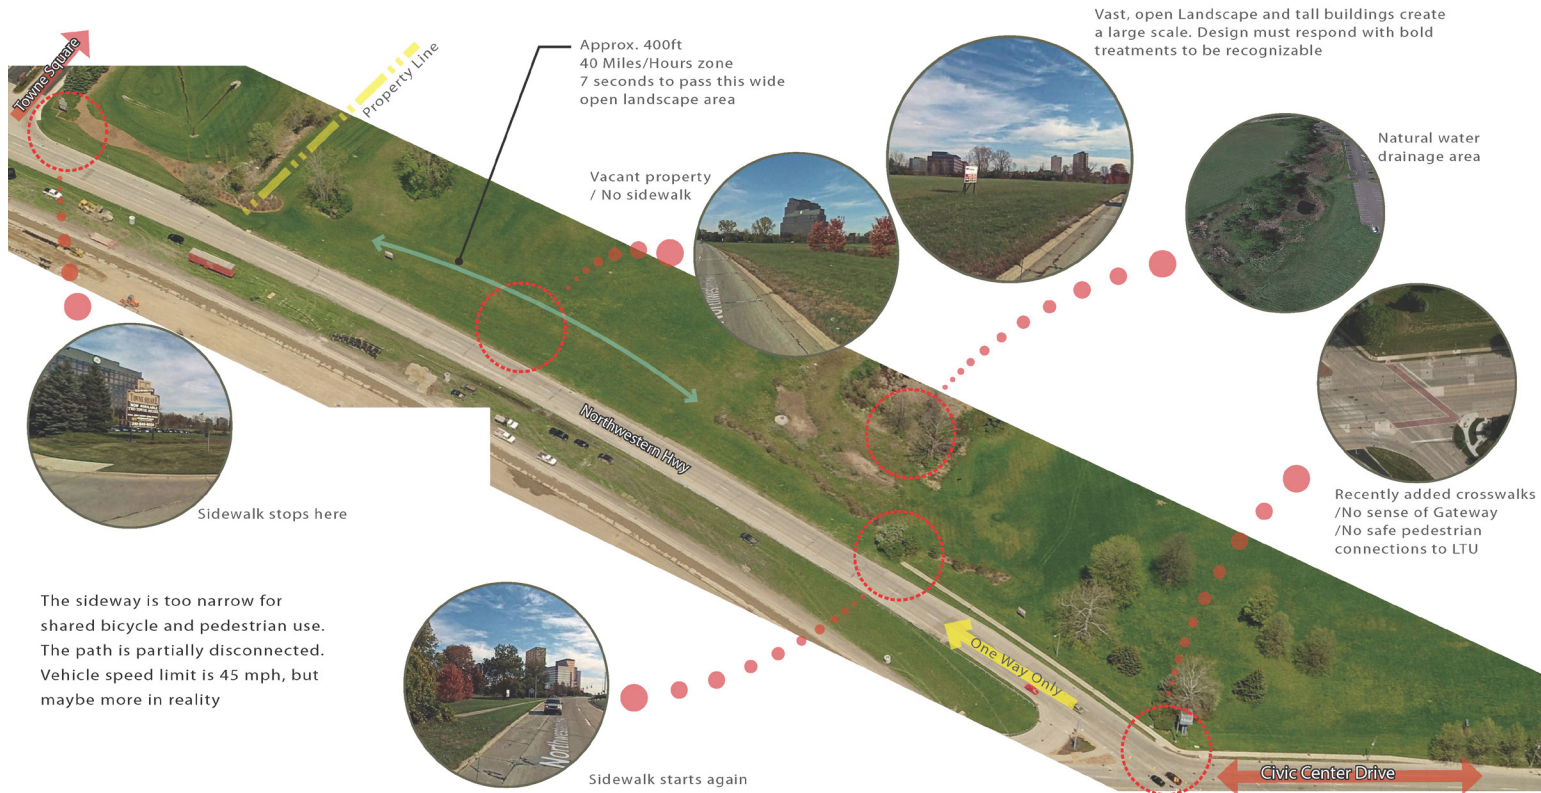 Vast, open Landscape and tall buildings create
a large scale. Design must respond with bold
treatments to be recognizable
Towne Square
Property Line
Approx. 400ft
40 Miles/Hours zone
7 seconds to pass this wide
open landscape area
Natural water
drainage area
Vacant property
/ No sidewalk
Northwestern Hwy
Recently added crosswalks
/No sense of Gateway
/No safe pedestrian
connections to LTU
Sidewalk stops here
The sideway is too narrow for
shared bicycle and pedestrian use.
The path is partially disconnected.
Vehicle speed limit is 45 mph, but
maybe more in reality
One Way Only
Sidewalk starts again
Civic Center Drive